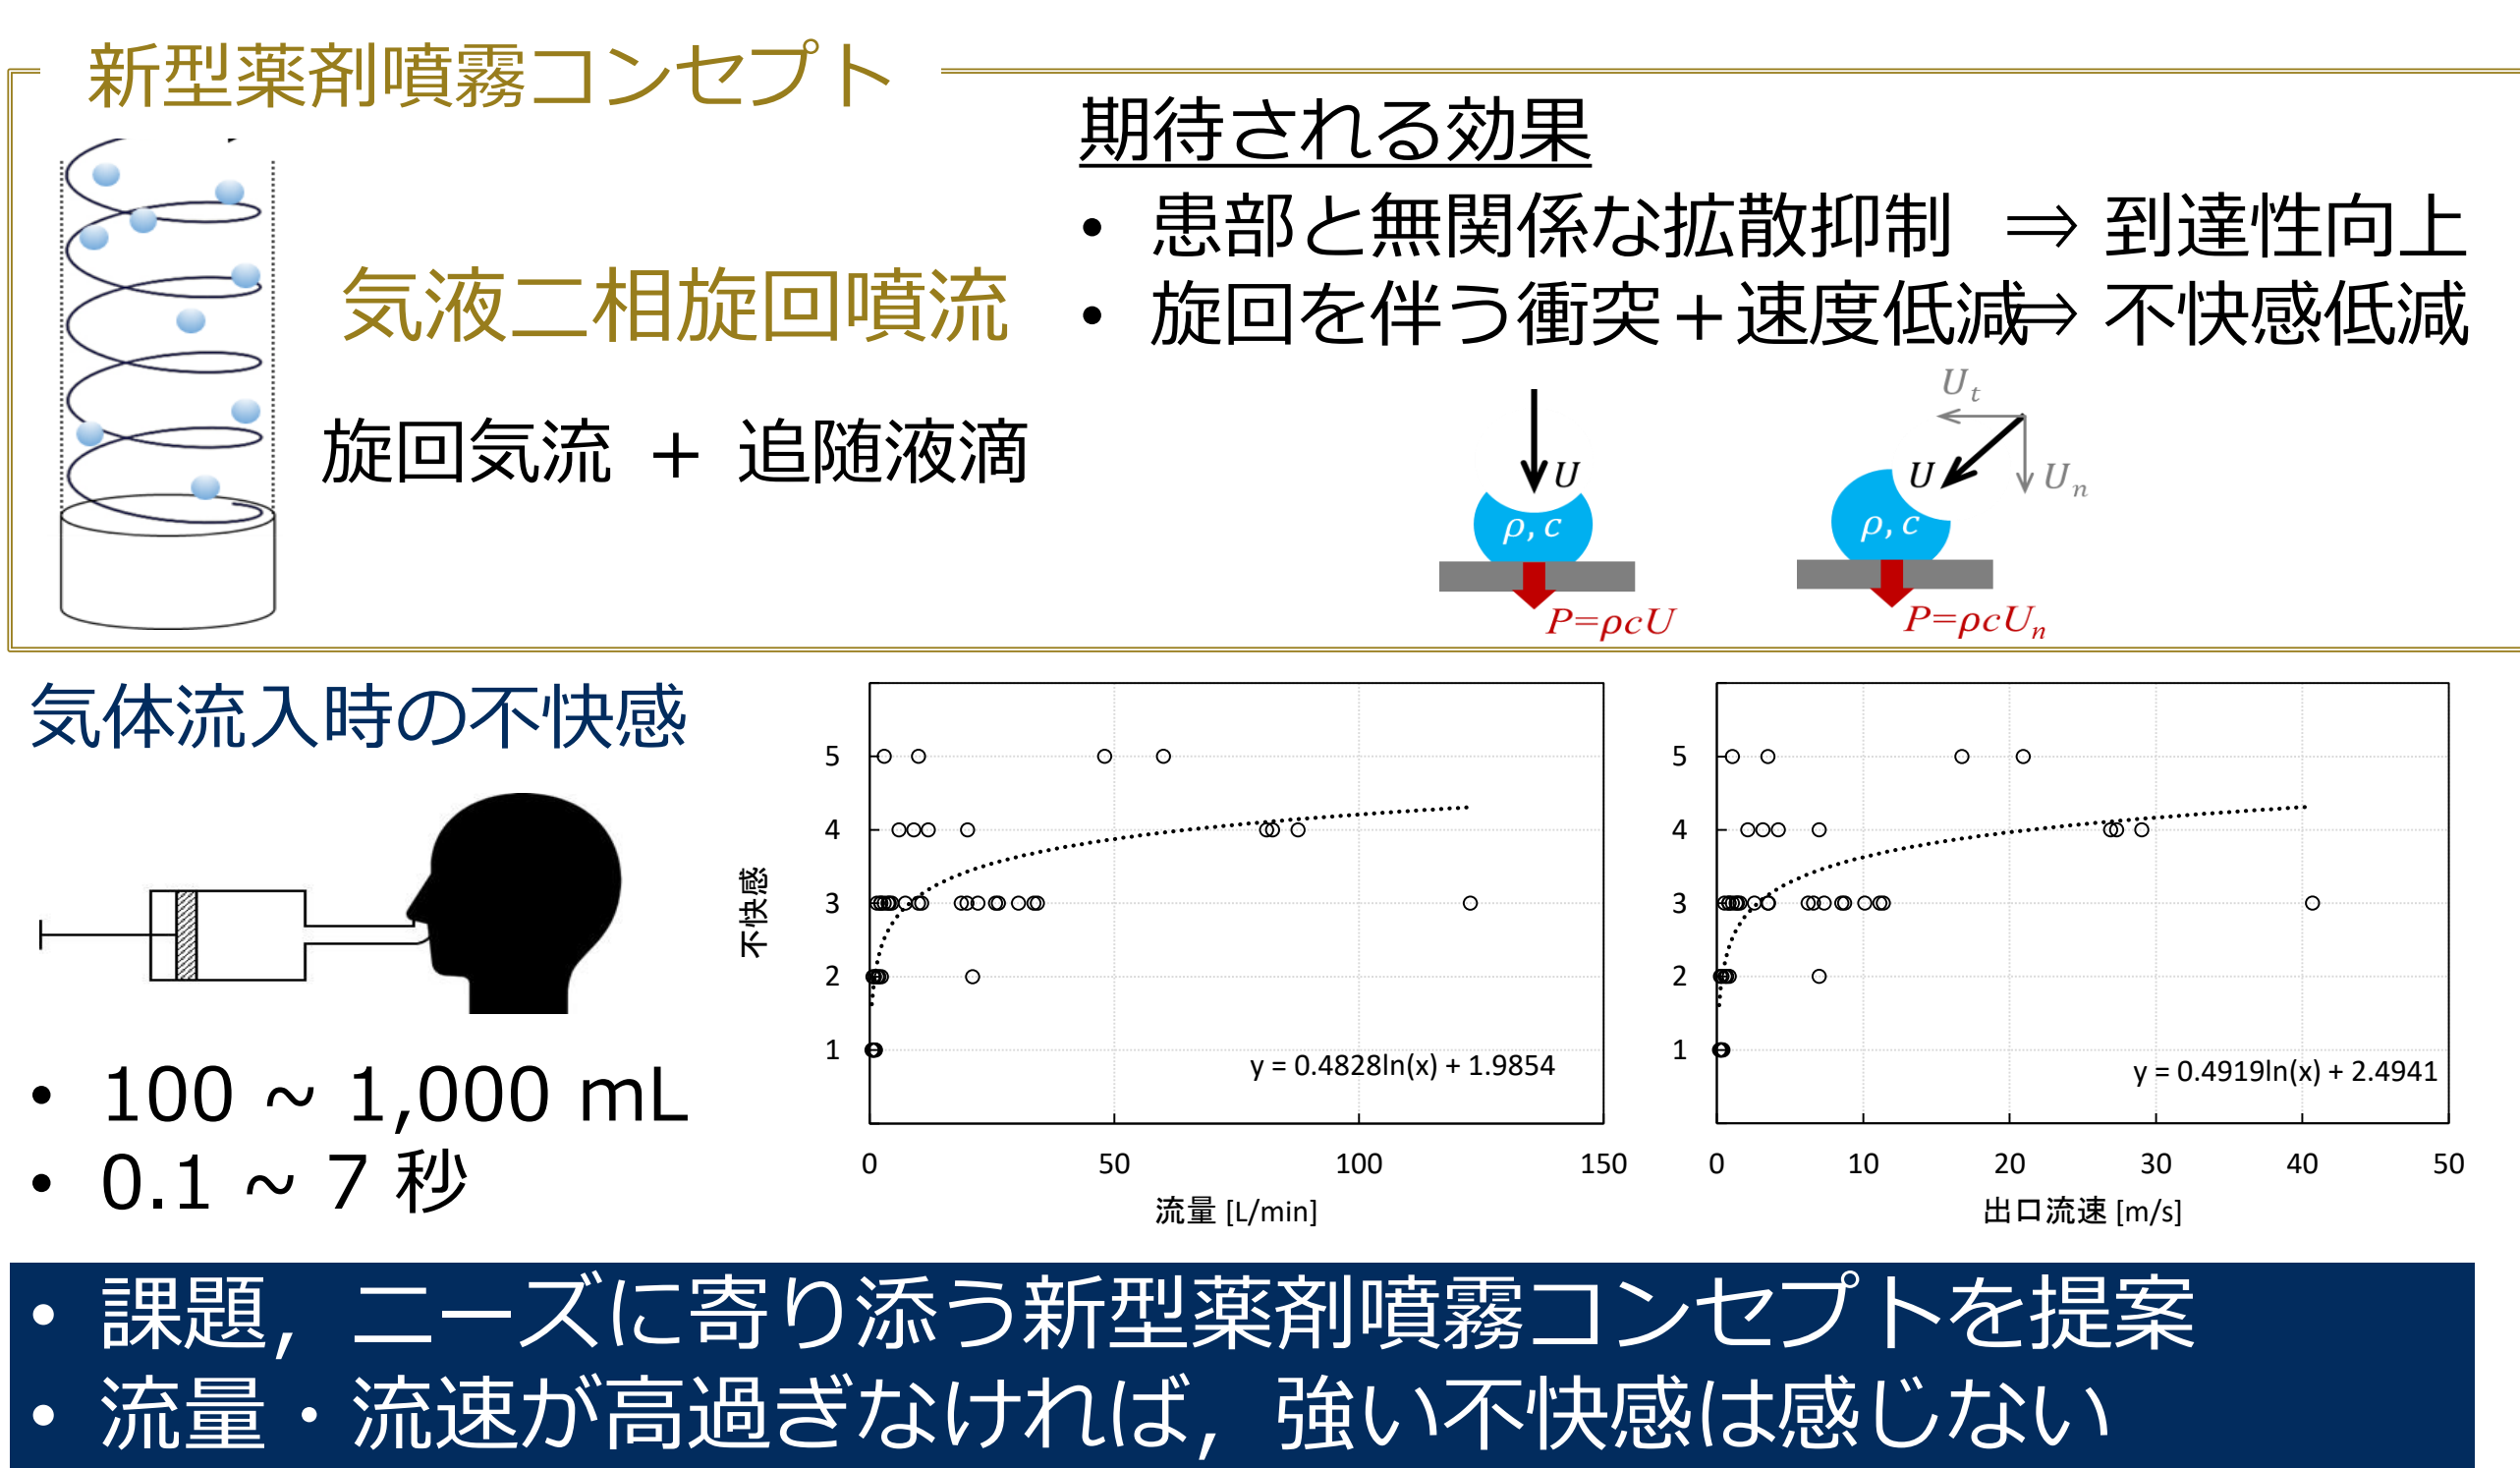 新型薬剤噴霧コンセプト
気液二相旋回噴流
旋回気流 + 追随液滴
期待される効果
• 患部と無関係な拡散抑制 ⇒ 到達性向上
• 旋回を伴う衝突+速度低減⇒ 不快感低減
U
ρ, c
P=ρcU
U_t
U
U_n
ρ, c
P=ρcU_n
気体流入時の不快感
• 100 ~ 1,000 mL
• 0.1 ~ 7 秒
不快感
5
4
3
2
1
y = 0.4828ln(x) + 1.9854
0 50 100 150
流量 [L/min]
5
4
3
2
1
y = 0.4919ln(x) + 2.4941
0 10 20 30 40 50
出口流速 [m/s]
• 課題, ニーズに寄り添う新型薬剤噴霧コンセプトを提案
• 流量・流速が高過ぎなければ, 強い不快感は感じない